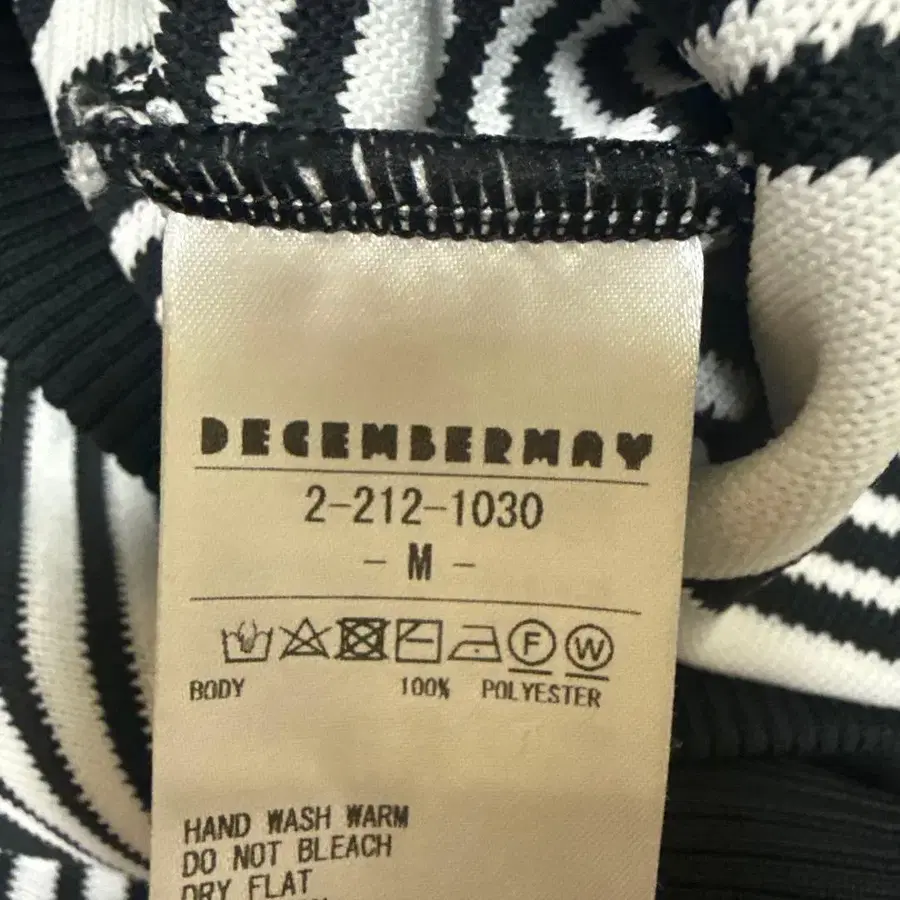 DECEMBERMAY
2-212-1030
- M -
F W
BODY 100% POLYESTER
HAND WASH WARM
DO NOT BLEACH
DRY FLAT